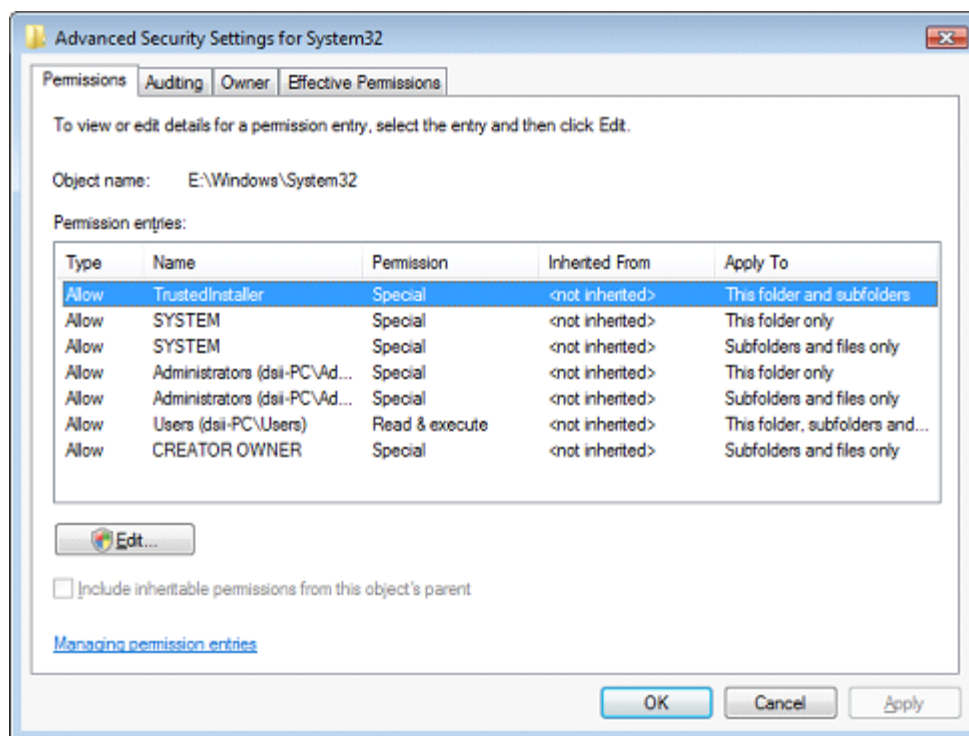 Advanced Security Settings for System32
Permissions Auditing Owner Effective Permissions
To view or edit details for a permission entry, select the entry and then click Edit.
Object name: E:\Windows\System32
Permission entries:
Type Name Permission Inherited From Apply To
Allow TrustedInstaller Special <not inherited> This folder and subfolders
Allow SYSTEM Special <not inherited> This folder only
Allow SYSTEM Special <not inherited> Subfolders and files only
Allow Administrators (dsii-PC\Ad... Special <not inherited> This folder only
Allow Administrators (dsii-PC\Ad... Special <not inherited> Subfolders and files only
Allow Users (dsii-PC\Users) Read & execute <not inherited> This folder, subfolders and...
Allow CREATOR OWNER Special <not inherited> Subfolders and files only
Edit...
Include inheritable permissions from this object's parent
Managing permission entries
OK Cancel Apply